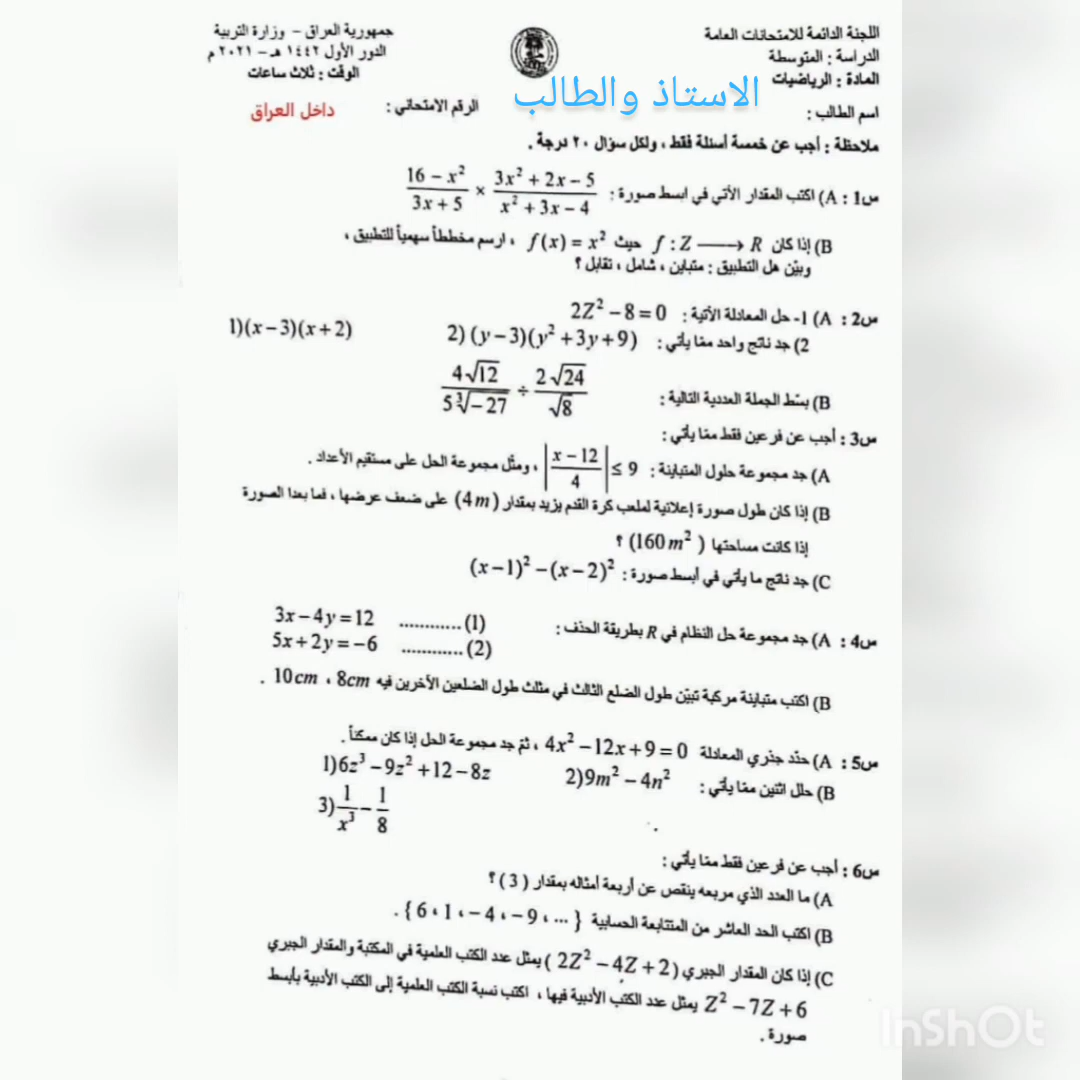 اللجنة الدائمة للامتحانات العامة
الدراسة : المتوسطة
المادة : الرياضيات
جمهورية العراق – وزارة التربية
الدور الأول ١٤٤٢ هـ – ٢٠٢١ م
الوقت : ثلاث ساعات
الاستاذ والطالب
اسم الطالب : الرقم الامتحاني : داخل العراق
ملاحظة : أجب عن خمسة أسئلة فقط ، ولكل سؤال ٢٠ درجة .
س1 : A) اكتب المقدار الأتي في ابسط صورة : (3x² + 2x – 5)/(x² + 3x – 4) × (16 – x²)/(3x + 5)
B) إذا كان f : Z ⟶ R حيث f(x) = x² ، ارسم مخططاً سهمياً للتطبيق ،
وبيّن هل التطبيق : متباين ، شامل ، تقابل ؟
س2 : A) 1- حل المعادلة الأتية : 2Z² – 8 = 0
2) جد ناتج واحد ممّا يأتي : 2) (y – 3)(y² + 3y + 9) 1)(x – 3)(x + 2)
B) بسّط الجملة العددية التالية : 4√12 / 5∛–27 ÷ 2√24 / √8
س3 : أجب عن فرعين فقط ممّا يأتي :
A) جد مجموعة حلول المتباينة : |(x – 12)/4| ≤ 9 ، ومثّل مجموعة الحل على مستقيم الأعداد .
B) إذا كان طول صورة إعلانية لملعب كرة القدم يزيد بمقدار (4m) على ضعف عرضها ، فما بعدا الصورة
إذا كانت مساحتها (160 m²) ؟
C) جد ناتج ما يأتي في أبسط صورة : (x – 1)² – (x – 2)²
س4 : A) جد مجموعة حل النظام في R بطريقة الحذف : 3x – 4y = 12 ............(1)
5x + 2y = –6 ............(2)
B) اكتب متباينة مركبة تبيّن طول الضلع الثالث في مثلث طول الضلعين الأخرين فيه 8cm ، 10cm .
س5 : A) حدّد جذري المعادلة 4x² – 12x + 9 = 0 ، ثمّ جد مجموعة الحل إذا كان ممكناً .
B) حلل اثنين ممّا يأتي : 2)9m² – 4n² 1)6z³ – 9z² + 12 – 8z
3) 1/x³ – 1/8
س6 : أجب عن فرعين فقط ممّا يأتي :
A) ما العدد الذي مربعه ينقص عن أربعة أمثاله بمقدار ( 3 ) ؟
B) اكتب الحد العاشر من المتتابعة الحسابية { 6 ، 1 ، –4 ، –9 ، ... } .
C) إذا كان المقدار الجبري ( 2Z² – 4Z + 2 ) يمثل عدد الكتب العلمية في المكتبة والمقدار الجبري
Z² – 7Z + 6 يمثل عدد الكتب الأدبية فيها ، اكتب نسبة الكتب العلمية إلى الكتب الأدبية بأبسط
صورة .
InShOt